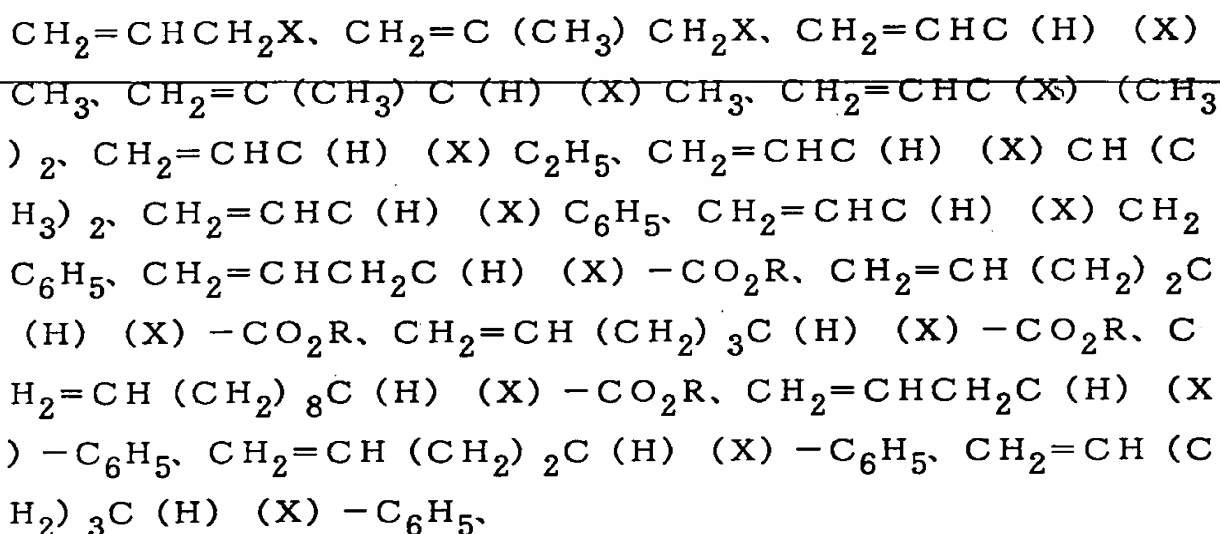 CH₂=CHCH₂X、CH₂=C(CH₃)CH₂X、CH₂=CHC(H)(X)
CH₃、CH₂=C(CH₃)C(H)(X)CH₃、CH₂=CHC(X)(CH₃
)₂、CH₂=CHC(H)(X)C₂H₅、CH₂=CHC(H)(X)CH(C
H₃)₂、CH₂=CHC(H)(X)C₆H₅、CH₂=CHC(H)(X)CH₂
C₆H₅、CH₂=CHCH₂C(H)(X)−CO₂R、CH₂=CH(CH₂)₂C
(H)(X)−CO₂R、CH₂=CH(CH₂)₃C(H)(X)−CO₂R、C
H₂=CH(CH₂)₈C(H)(X)−CO₂R、CH₂=CHCH₂C(H)(X
)−C₆H₅、CH₂=CH(CH₂)₂C(H)(X)−C₆H₅、CH₂=CH(C
H₂)₃C(H)(X)−C₆H₅、